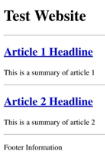 Test Website
Article 1 Headline
This is a summary of article 1
Article 2 Headline
This is a summary of article 2
Footer Information